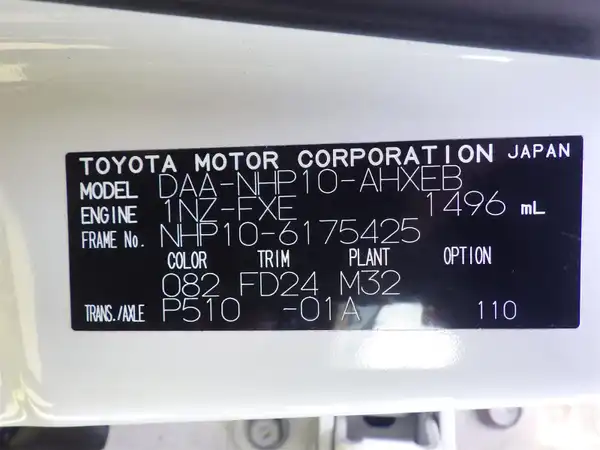 TOYOTA MOTOR CORPORATION JAPAN
MODEL DAA-NHP10-AHXEB
ENGINE 1NZ-FXE 1496 mL
FRAME No. NHP10-6175425
COLOR TRIM PLANT OPTION
082 FD24 M32
TRANS./AXLE P510 -01A 110